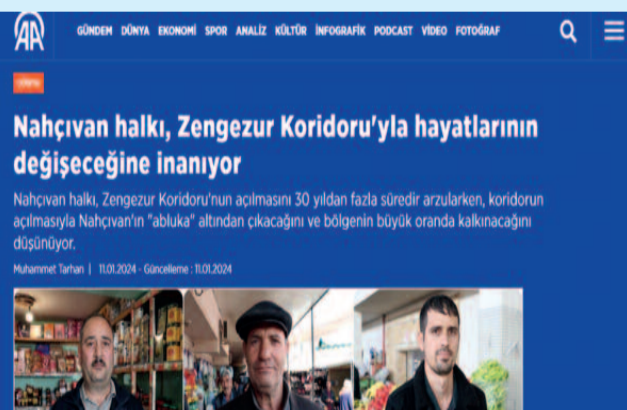 AA
GÜNDEM DÜNYA EKONOMİ SPOR ANALİZ KÜLTÜR İNFOGRAFİK PODCAST VİDEO FOTOĞRAF
Nahçıvan halkı, Zengezur Koridoru'yla hayatlarının
değişeceğine inanıyor
Nahçıvan halkı, Zengezur Koridoru'nun açılmasını 30 yıldan fazla süredir arzularken, koridorun
açılmasıyla Nahçıvan'ın "abluka" altından çıkacağını ve bölgenin büyük oranda kalkınacağını
düşünüyor.
Muhammet Tarhan | 11.01.2024 - Güncelleme : 11.01.2024